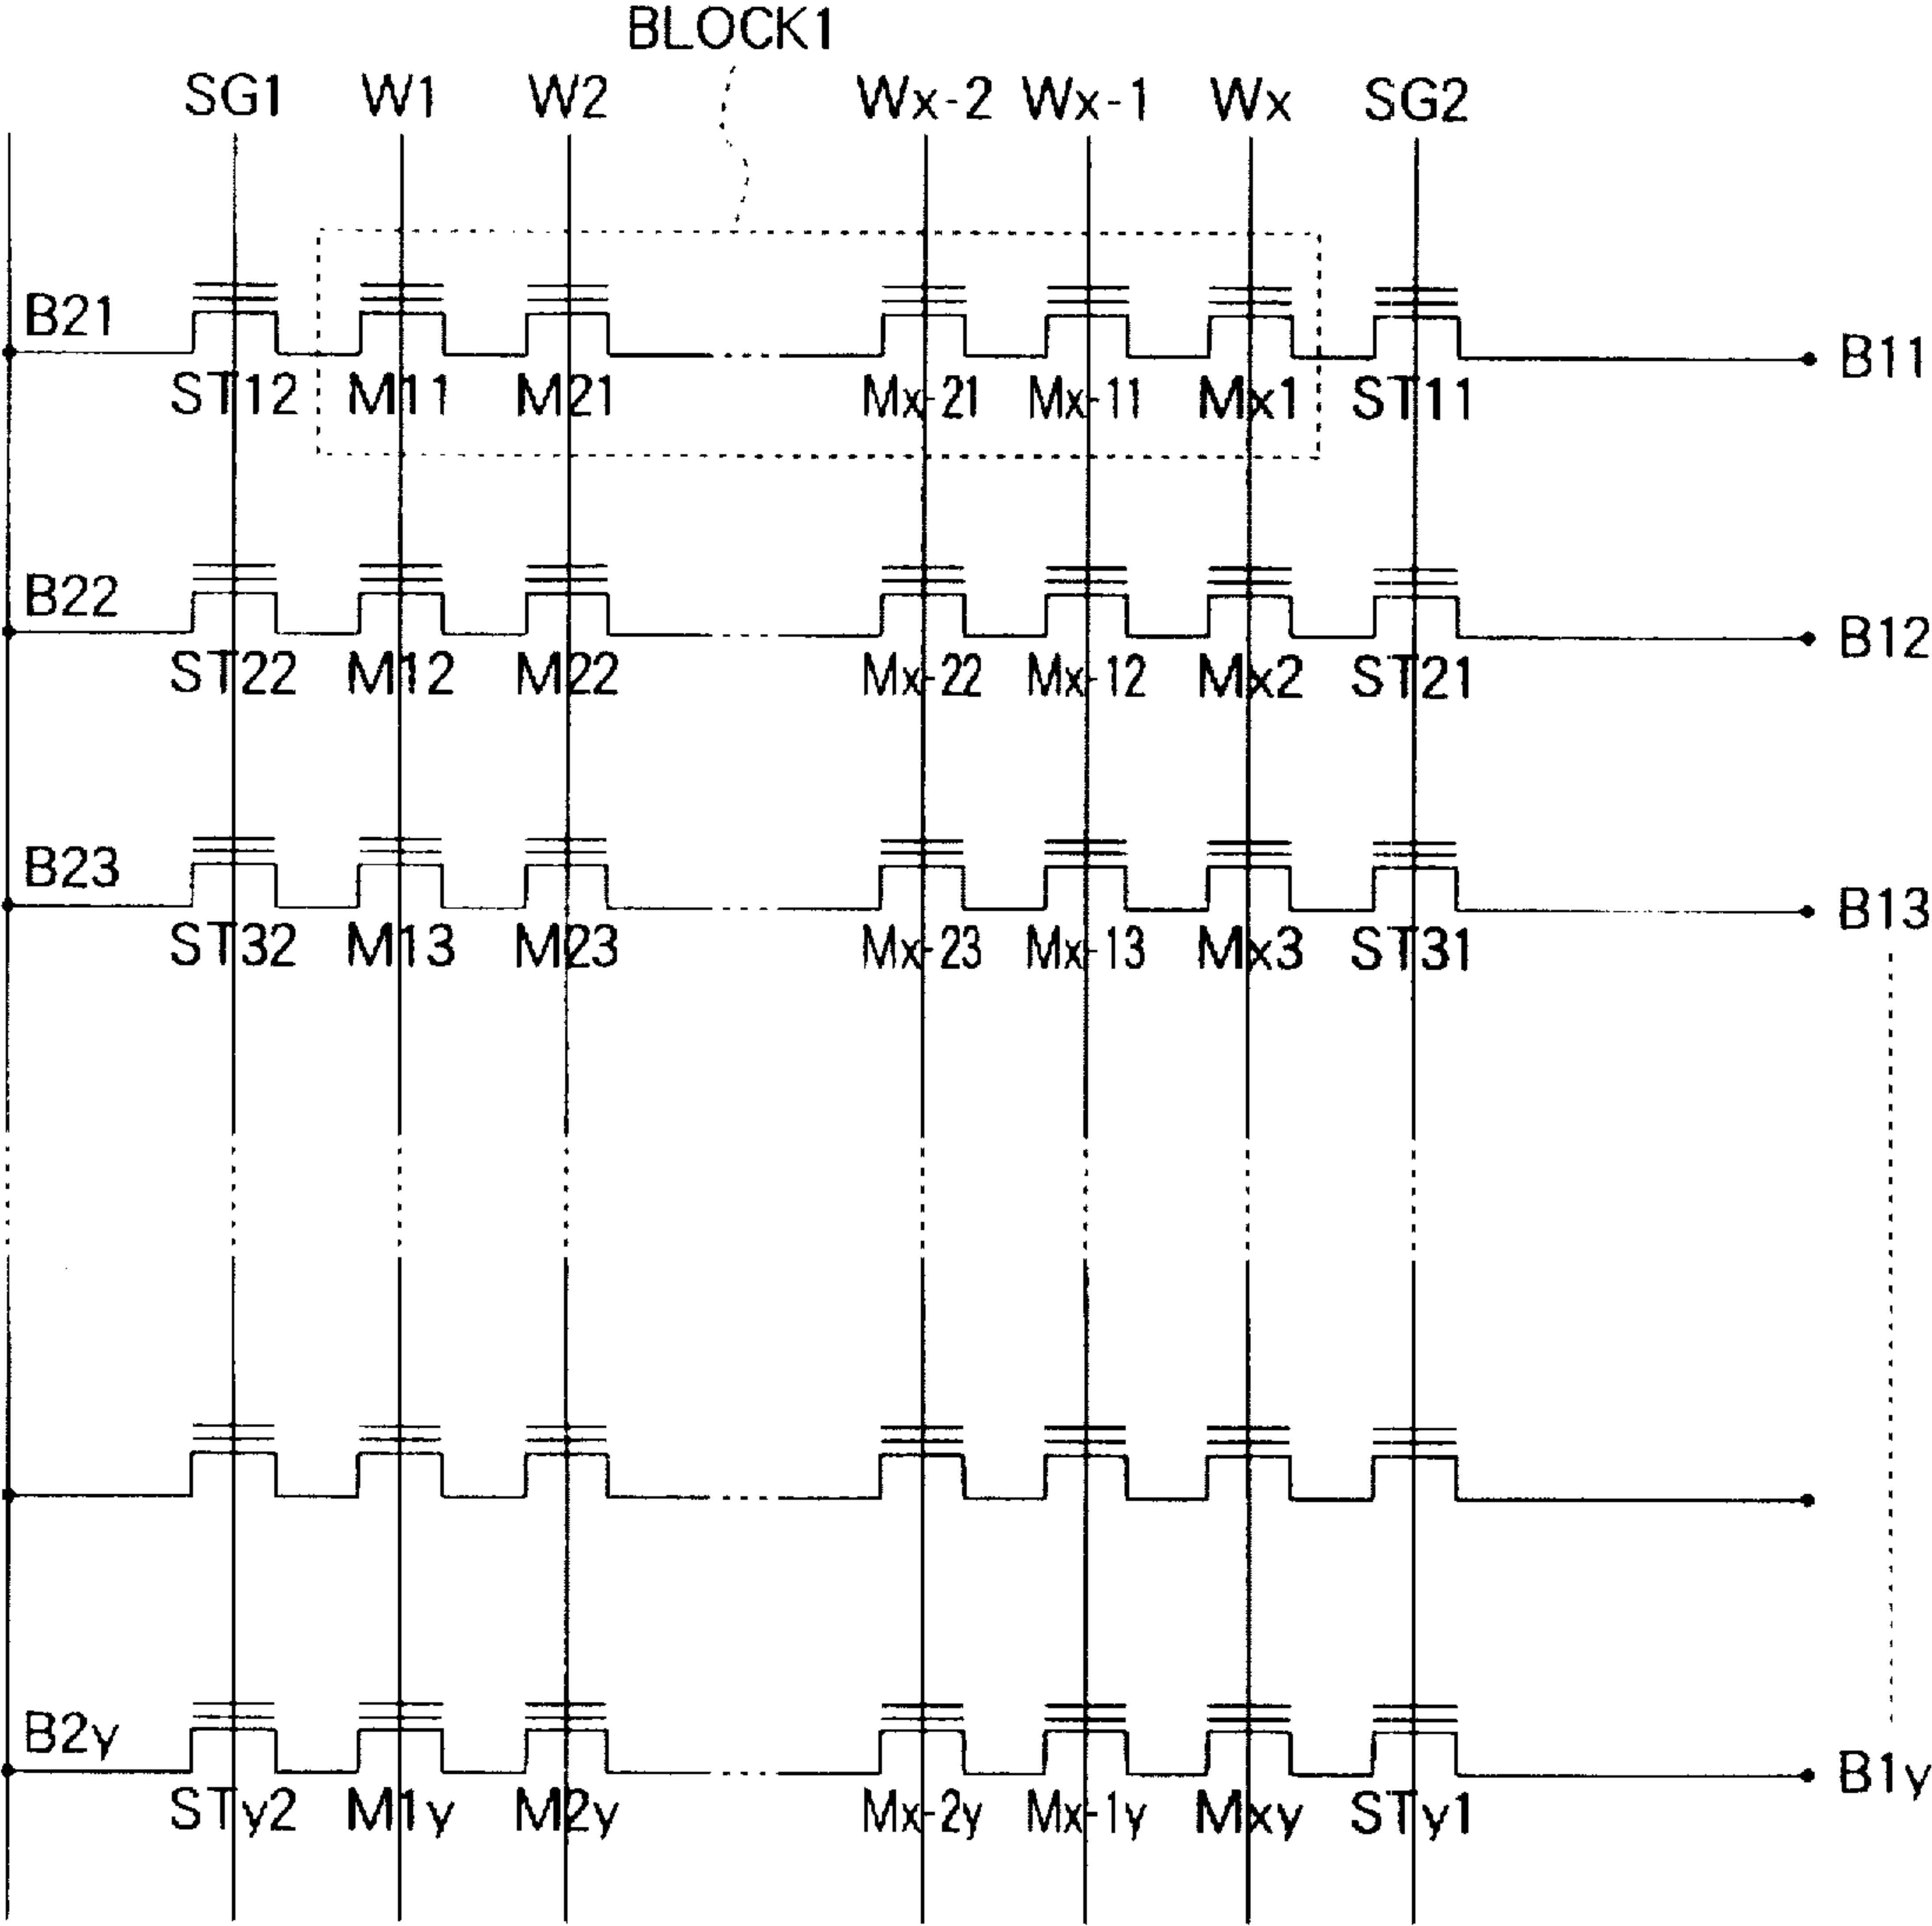 BLOCK1
SG1 W1 W2 Wx-2 Wx-1 Wx SG2
B21 B11
ST12 M11 M21 Mx-21 Mx-11 Mx1 ST11
B22 B12
ST22 M12 M22 Mx-22 Mx-12 Mx2 ST21
B23 B13
ST32 M13 M23 Mx-23 Mx-13 Mx3 ST31
B2y B1y
STy2 M1y M2y Mx-2y Mx-1y Mxy STy1